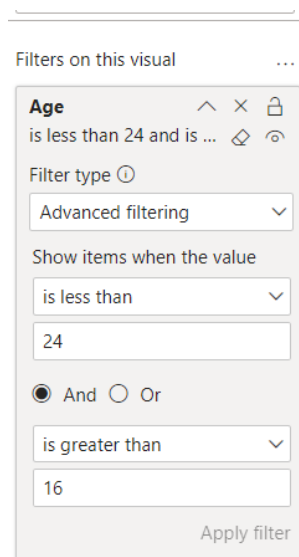 Filters on this visual ...
Age
is less than 24 and is ...
Filter type
Advanced filtering
Show items when the value
is less than
24
And Or
is greater than
16
Apply filter